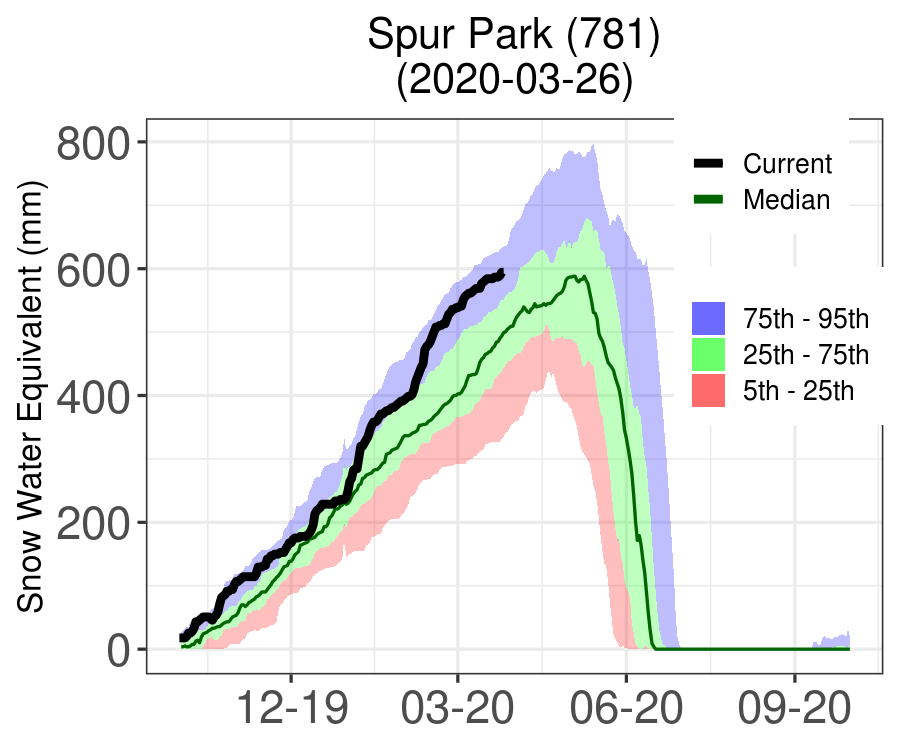 Spur Park (781)
(2020-03-26)
Snow Water Equivalent (mm)
800
600
400
200
0
12-19
03-20
06-20
09-20
Current
Median
75th - 95th
25th - 75th
5th - 25th